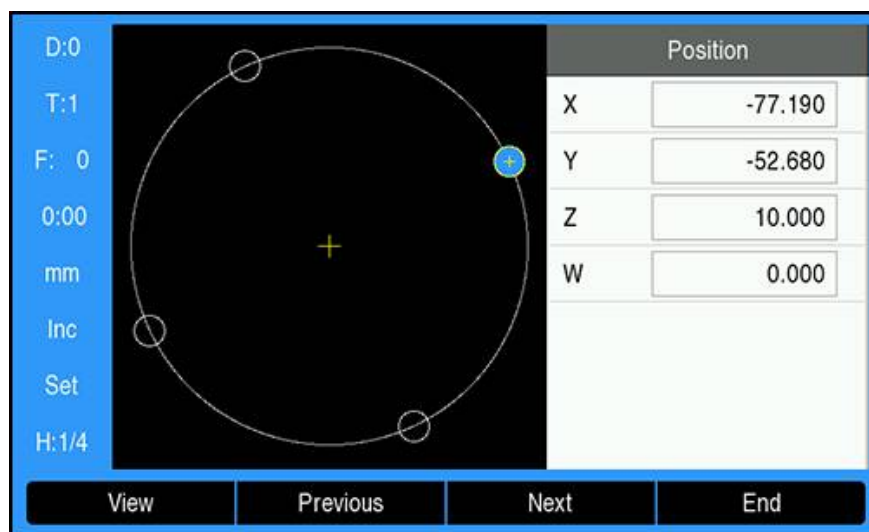 D:0
T:1
F: 0
0:00
mm
Inc
Set
H:1/4
Position
X -77.190
Y -52.680
Z 10.000
W 0.000
View Previous Next End